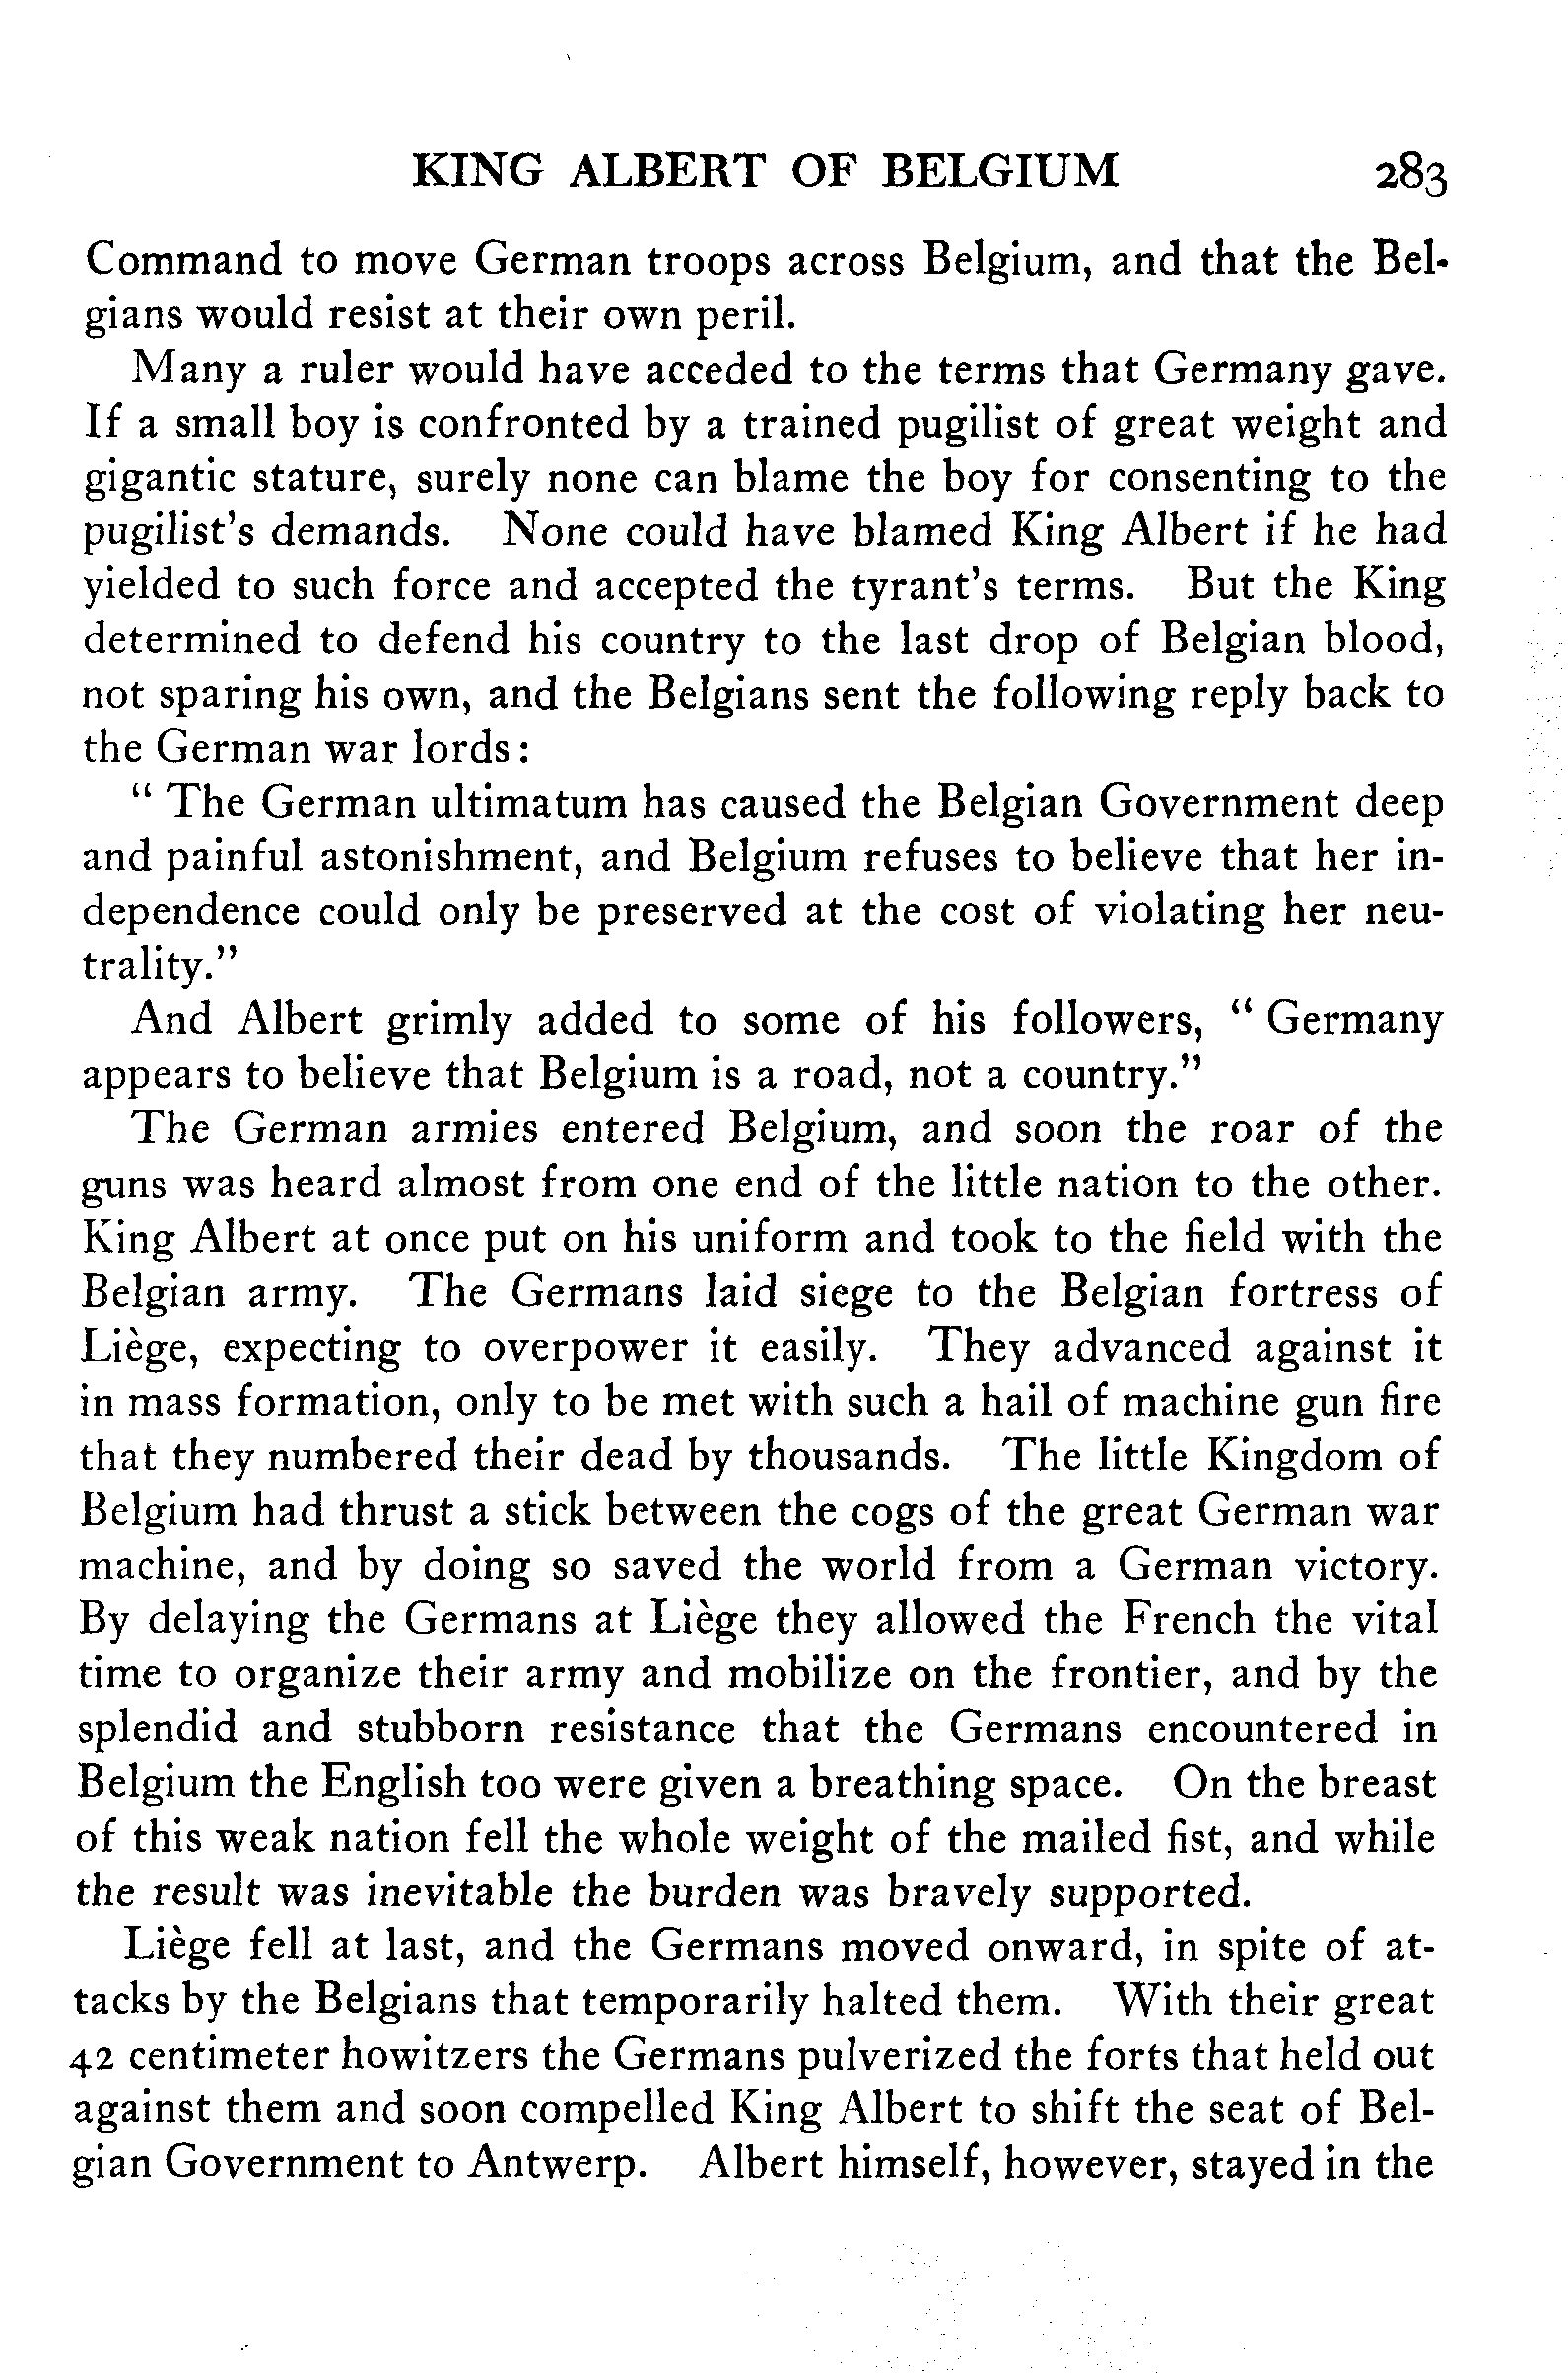 KING ALBERT OF BELGIUM 283
Command to move German troops across Belgium, and that the Bel-
gians would resist at their own peril.
Many a ruler would have acceded to the terms that Germany gave.
If a small boy is confronted by a trained pugilist of great weight and
gigantic stature, surely none can blame the boy for consenting to the
pugilist's demands. None could have blamed King Albert if he had
yielded to such force and accepted the tyrant's terms. But the King
determined to defend his country to the last drop of Belgian blood,
not sparing his own, and the Belgians sent the following reply back to
the German war lords:
" The German ultimatum has caused the Belgian Government deep
and painful astonishment, and Belgium refuses to believe that her in-
dependence could only be preserved at the cost of violating her neu-
trality."
And Albert grimly added to some of his followers, " Germany
appears to believe that Belgium is a road, not a country."
The German armies entered Belgium, and soon the roar of the
guns was heard almost from one end of the little nation to the other.
King Albert at once put on his uniform and took to the field with the
Belgian army. The Germans laid siege to the Belgian fortress of
Liège, expecting to overpower it easily. They advanced against it
in mass formation, only to be met with such a hail of machine gun fire
that they numbered their dead by thousands. The little Kingdom of
Belgium had thrust a stick between the cogs of the great German war
machine, and by doing so saved the world from a German victory.
By delaying the Germans at Liège they allowed the French the vital
time to organize their army and mobilize on the frontier, and by the
splendid and stubborn resistance that the Germans encountered in
Belgium the English too were given a breathing space. On the breast
of this weak nation fell the whole weight of the mailed fist, and while
the result was inevitable the burden was bravely supported.
Liège fell at last, and the Germans moved onward, in spite of at-
tacks by the Belgians that temporarily halted them. With their great
42 centimeter howitzers the Germans pulverized the forts that held out
against them and soon compelled King Albert to shift the seat of Bel-
gian Government to Antwerp. Albert himself, however, stayed in the